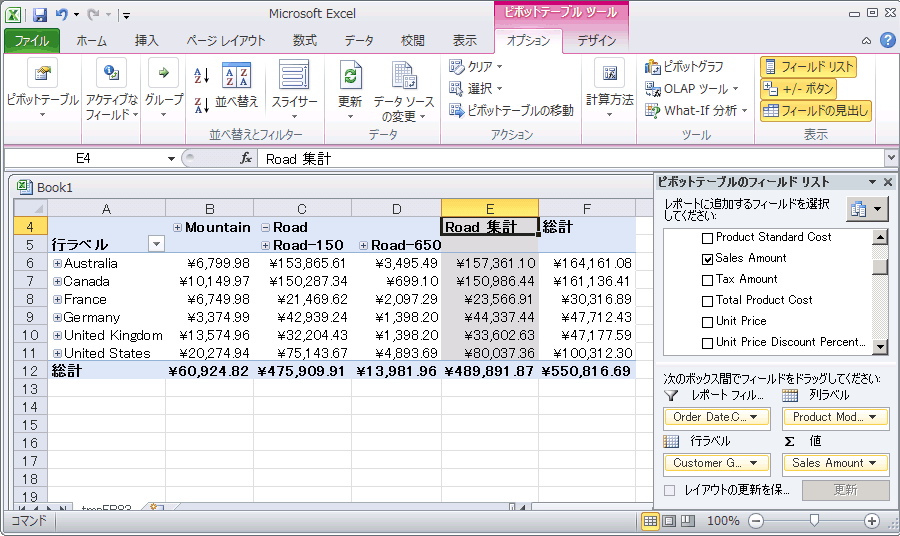 Microsoft Excel
ピボットテーブル ツール
ファイル ホーム 挿入 ページ レイアウト 数式 データ 校閲 表示 オプション デザイン
ピボットテーブル
アクティブな フィールド
グループ
並べ替え
スライサー
並べ替えとフィルター
更新
データ ソース の変更
データ
クリア
選択
ピボットテーブルの移動
アクション
計算方法
ピボットグラフ
OLAP ツール
What-If 分析
ツール
フィールド リスト
+/- ボタン
フィールドの見出し
表示
E4 fx Road 集計
Book1
A B C D E F
4 Mountain Road Road 集計 総計
5 行ラベル Road-150 Road-650
6 Australia ¥6,799.98 ¥153,865.61 ¥3,495.49 ¥157,361.10 ¥164,161.08
7 Canada ¥10,149.97 ¥150,287.34 ¥699.10 ¥150,986.44 ¥161,136.41
8 France ¥6,749.98 ¥21,469.62 ¥2,097.29 ¥23,566.91 ¥30,316.89
9 Germany ¥3,374.99 ¥42,939.24 ¥1,398.20 ¥44,337.44 ¥47,712.43
10 United Kingdom ¥13,574.96 ¥32,204.43 ¥1,398.20 ¥33,602.63 ¥47,177.59
11 United States ¥20,274.94 ¥75,143.67 ¥4,893.69 ¥80,037.36 ¥100,312.30
12 総計 ¥60,924.82 ¥475,909.91 ¥13,981.96 ¥489,891.87 ¥550,816.69
13
14
15
16
17
18
19
ピボットテーブルのフィールド リスト
レポートに追加するフィールドを選択
してください:
Product Standard Cost
Sales Amount
Tax Amount
Total Product Cost
Unit Price
Unit Price Discount Percent...
次のボックス間でフィールドをドラッグしてください:
レポート フィル... 列ラベル
Order Date.C... Product Mod...
行ラベル Σ 値
Customer G... Sales Amount
レイアウトの更新を保... 更新
コマンド 100%